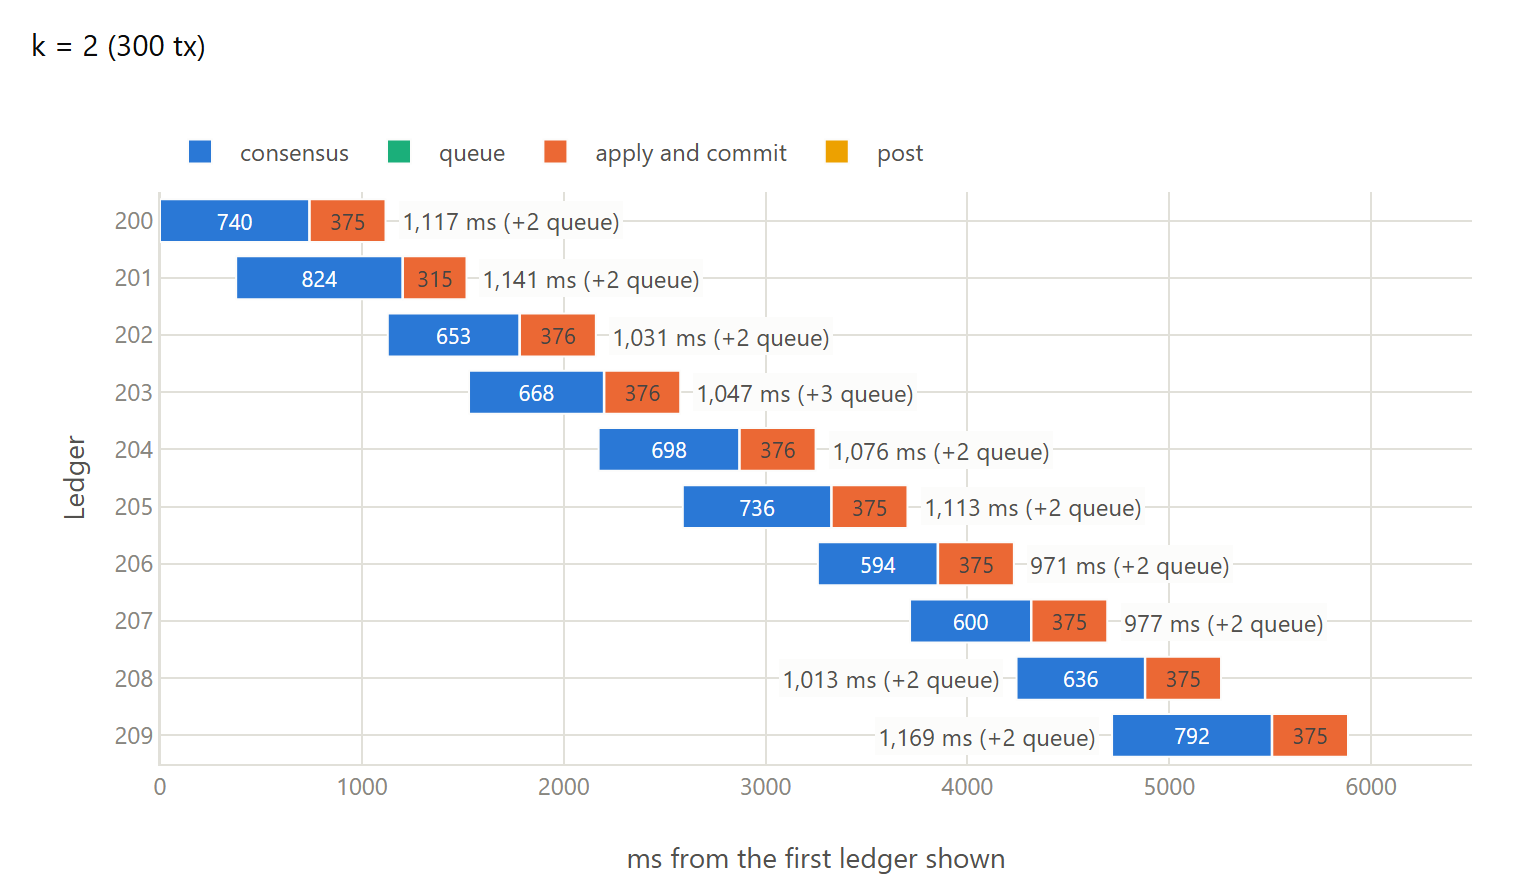 k = 2 (300 tx)
consensus queue apply and commit post
200 740 375 1,117 ms (+2 queue)
201 824 315 1,141 ms (+2 queue)
202 653 376 1,031 ms (+2 queue)
203 668 376 1,047 ms (+3 queue)
204 698 376 1,076 ms (+2 queue)
205 736 375 1,113 ms (+2 queue)
206 594 375 971 ms (+2 queue)
207 600 375 977 ms (+2 queue)
208 1,013 ms (+2 queue) 636 375
209 1,169 ms (+2 queue) 792 375
Ledger
0 1000 2000 3000 4000 5000 6000
ms from the first ledger shown